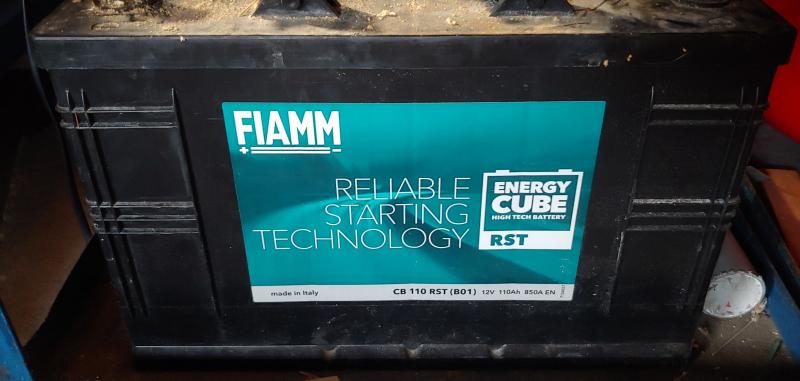 FIAMM
RELIABLE
STARTING
TECHNOLOGY
ENERGY
CUBE
HIGH TECH BATTERY
RST
made in Italy
CB 110 RST (B01) 12V 110Ah 850A EN